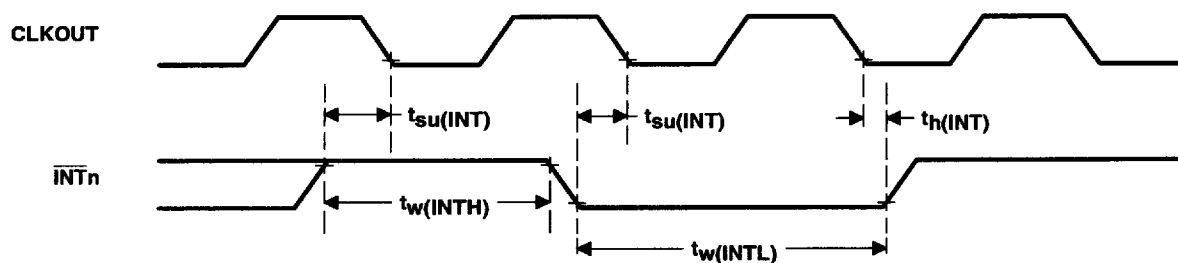 CLKOUT
tsu(INT)
tsu(INT)
th(INT)
INTn
tw(INTH)
tw(INTL)